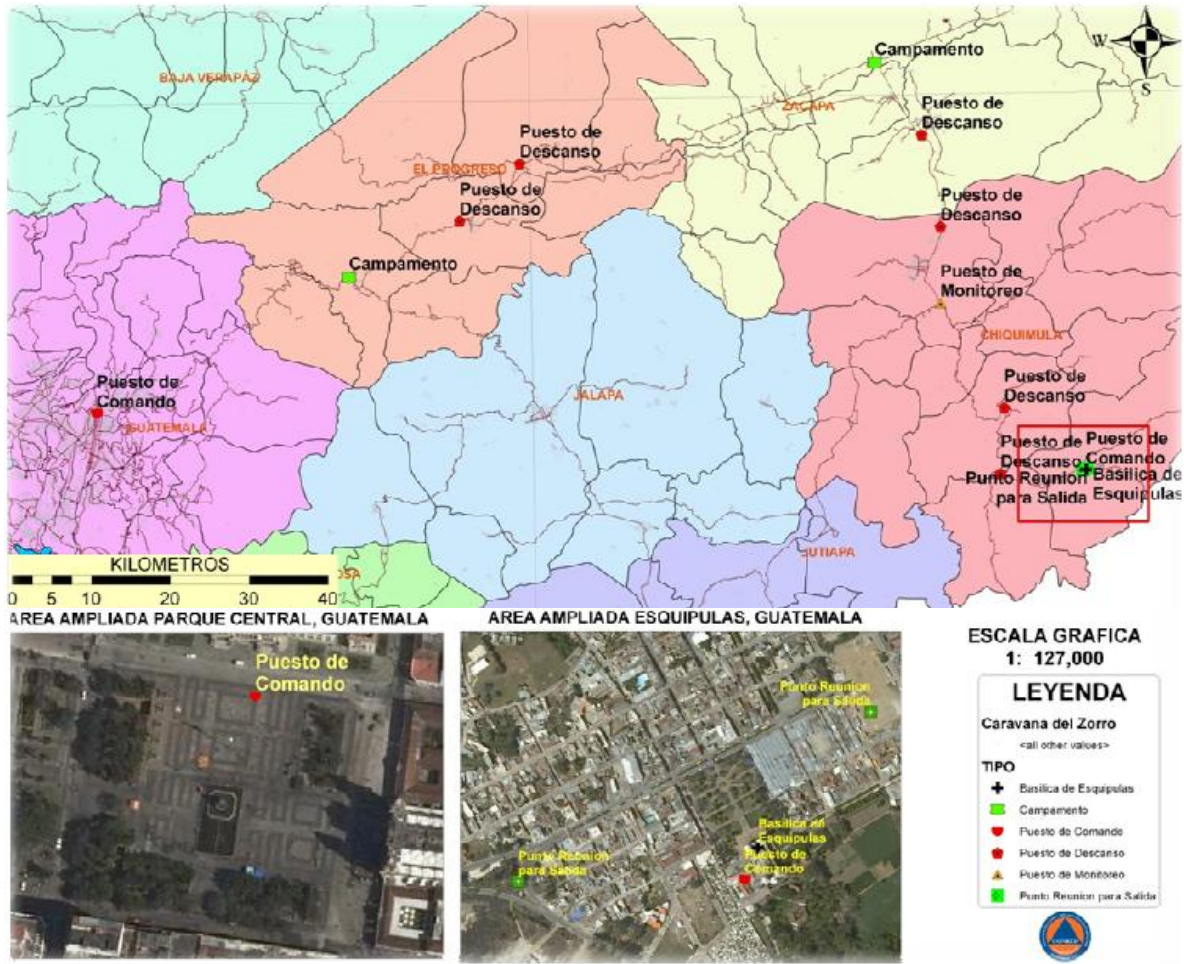 Campamento
W
S
BAJA VERAPÁZ
ZACAPA
Puesto de
Descanso
Puesto de
Descanso
EL PROGRESO
Puesto de
Descanso
Puesto de
Descanso
Campamento
Puesto de
Monitoreo
CHIQUIMULA
Puesto de
Comando
GUATEMALA
JALAPA
Puesto de
Descanso
Puesto de
Descanso
Punto Reunion
para Salida
Puesto de
Comando
Basilica de
Esquipulas
JUTIAPA
OSA
KILOMETROS
0 5 10 20 30 40
AREA AMPLIADA PARQUE CENTRAL, GUATEMALA
Puesto de
Comando
AREA AMPLIADA ESQUIPULAS, GUATEMALA
Punto Reunion
para Salida
Basilica de
Esquipulas
Puesto de
Comando
Punto Reunion
para Salida
ESCALA GRAFICA
1: 127,000
LEYENDA
Caravana del Zorro
<all other values>
TIPO
Basilica de Esquipulas
Campamento
Puesto de Comando
Puesto de Descanso
Puesto de Monitoreo
Punto Reunion para Salida
CONRED